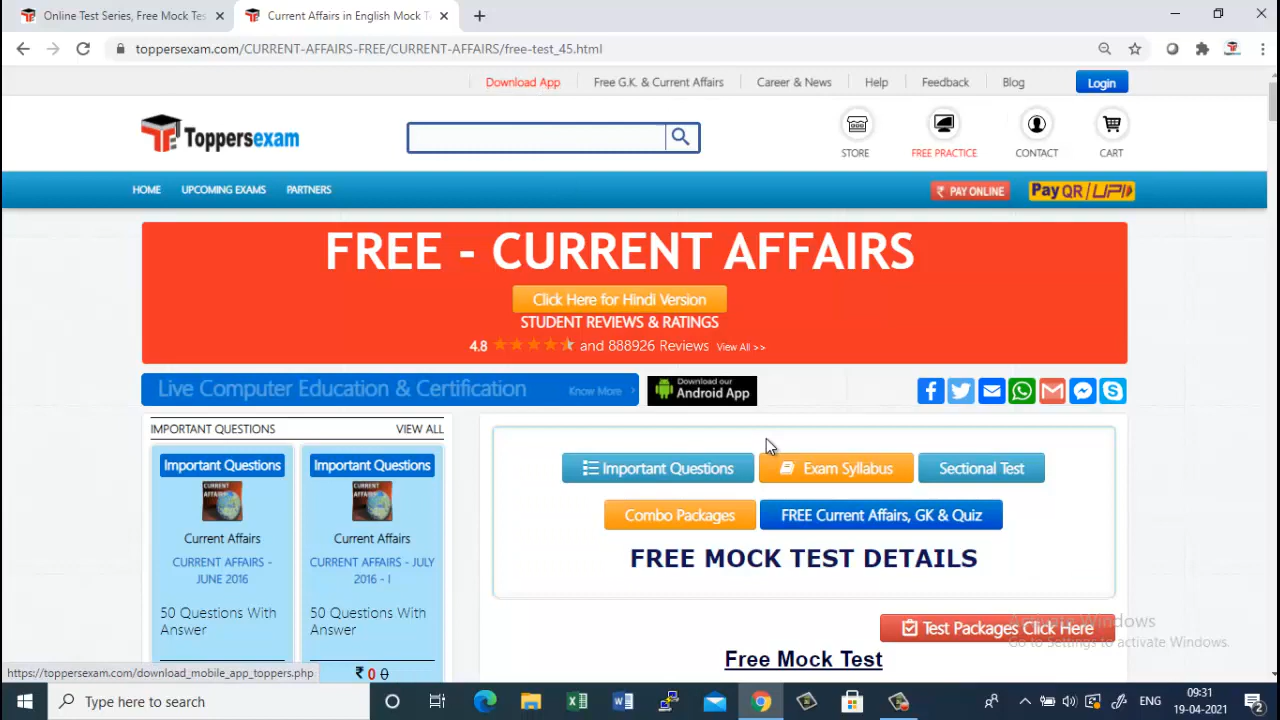 Online Test Series, Free Mock Tes
Current Affairs in English Mock T
toppersexam.com/CURRENT-AFFAIRS-FREE/CURRENT-AFFAIRS/free-test_45.html
Download App
Free G.K. & Current Affairs
Career & News
Help
Feedback
Blog
Login
Toppersexam
STORE
FREE PRACTICE
CONTACT
CART
HOME
UPCOMING EXAMS
PARTNERS
₹ PAY ONLINE
Pay QR/UPI
FREE - CURRENT AFFAIRS
Click Here for Hindi Version
STUDENT REVIEWS & RATINGS
4.8 and 888926 Reviews View All >>
Live Computer Education & Certification
Know More
Download our
Android App
IMPORTANT QUESTIONS
VIEW ALL
Important Questions
CURRENT
AFFAIRS
Current Affairs
CURRENT AFFAIRS -
JUNE 2016
50 Questions With
Answer
Important Questions
CURRENT
AFFAIRS
Current Affairs
CURRENT AFFAIRS - JULY
2016 - I
50 Questions With
Answer
₹ 0 0
Important Questions
Exam Syllabus
Sectional Test
Combo Packages
FREE Current Affairs, GK & Quiz
FREE MOCK TEST DETAILS
Test Packages Click Here
Free Mock Test
Activate Windows
Go to Settings to activate Windows.
https://toppersexam.com/download_mobile_app_toppers.php
Type here to search
ENG
09:31
19-04-2021
2